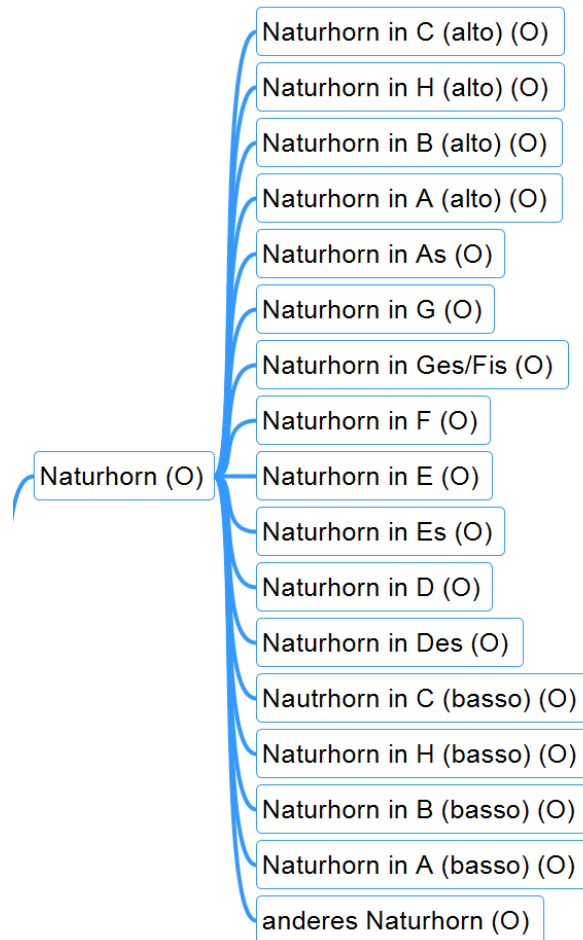 Naturhorn in C (alto) (O)
Naturhorn in H (alto) (O)
Naturhorn in B (alto) (O)
Naturhorn in A (alto) (O)
Naturhorn in As (O)
Naturhorn in G (O)
Naturhorn in Ges/Fis (O)
Naturhorn in F (O)
Naturhorn (O)
Naturhorn in E (O)
Naturhorn in Es (O)
Naturhorn in D (O)
Naturhorn in Des (O)
Nautrhorn in C (basso) (O)
Naturhorn in H (basso) (O)
Naturhorn in B (basso) (O)
Naturhorn in A (basso) (O)
anderes Naturhorn (O)